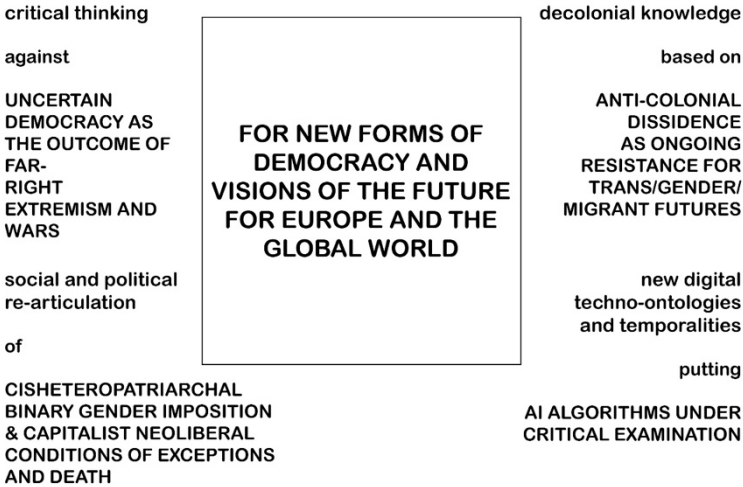 critical thinking
against
UNCERTAIN
DEMOCRACY AS
THE OUTCOME OF
FAR-
RIGHT
EXTREMISM AND
WARS
social and political
re-articulation
of
CISHETEROPATRIARCHAL
BINARY GENDER IMPOSITION
& CAPITALIST NEOLIBERAL
CONDITIONS OF EXCEPTIONS
AND DEATH
FOR NEW FORMS OF
DEMOCRACY AND
VISIONS OF THE FUTURE
FOR EUROPE AND THE
GLOBAL WORLD
decolonial knowledge
based on
ANTI-COLONIAL
DISSIDENCE
AS ONGOING
RESISTANCE FOR
TRANS/GENDER/
MIGRANT FUTURES
new digital
techno-ontologies
and temporalities
putting
AI ALGORITHMS UNDER
CRITICAL EXAMINATION